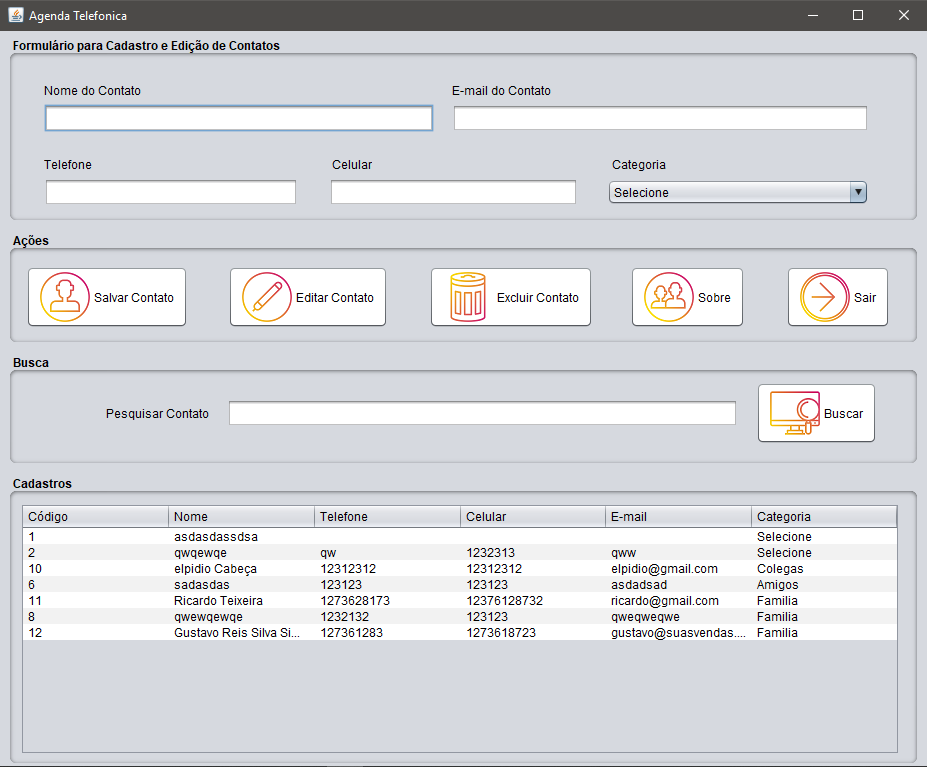 Agenda Telefonica
Formulário para Cadastro e Edição de Contatos
Nome do Contato E-mail do Contato
Telefone Celular Categoria
Selecione
Ações
Salvar Contato Editar Contato Excluir Contato Sobre Sair
Busca
Pesquisar Contato Buscar
Cadastros
Código Nome Telefone Celular E-mail Categoria
1 asdasdassdsa Selecione
2 qwqewqe qw 1232313 qww Selecione
10 elpidio Cabeça 12312312 12312312 elpidio@gmail.com Colegas
6 sadasdas 123123 123123 asdadsad Amigos
11 Ricardo Teixeira 1273628173 12376128732 ricardo@gmail.com Familia
8 qwewqewqe 1232132 123123 qweqweqwe Familia
12 Gustavo Reis Silva Si... 127361283 1273618723 gustavo@suasvendas.... Familia